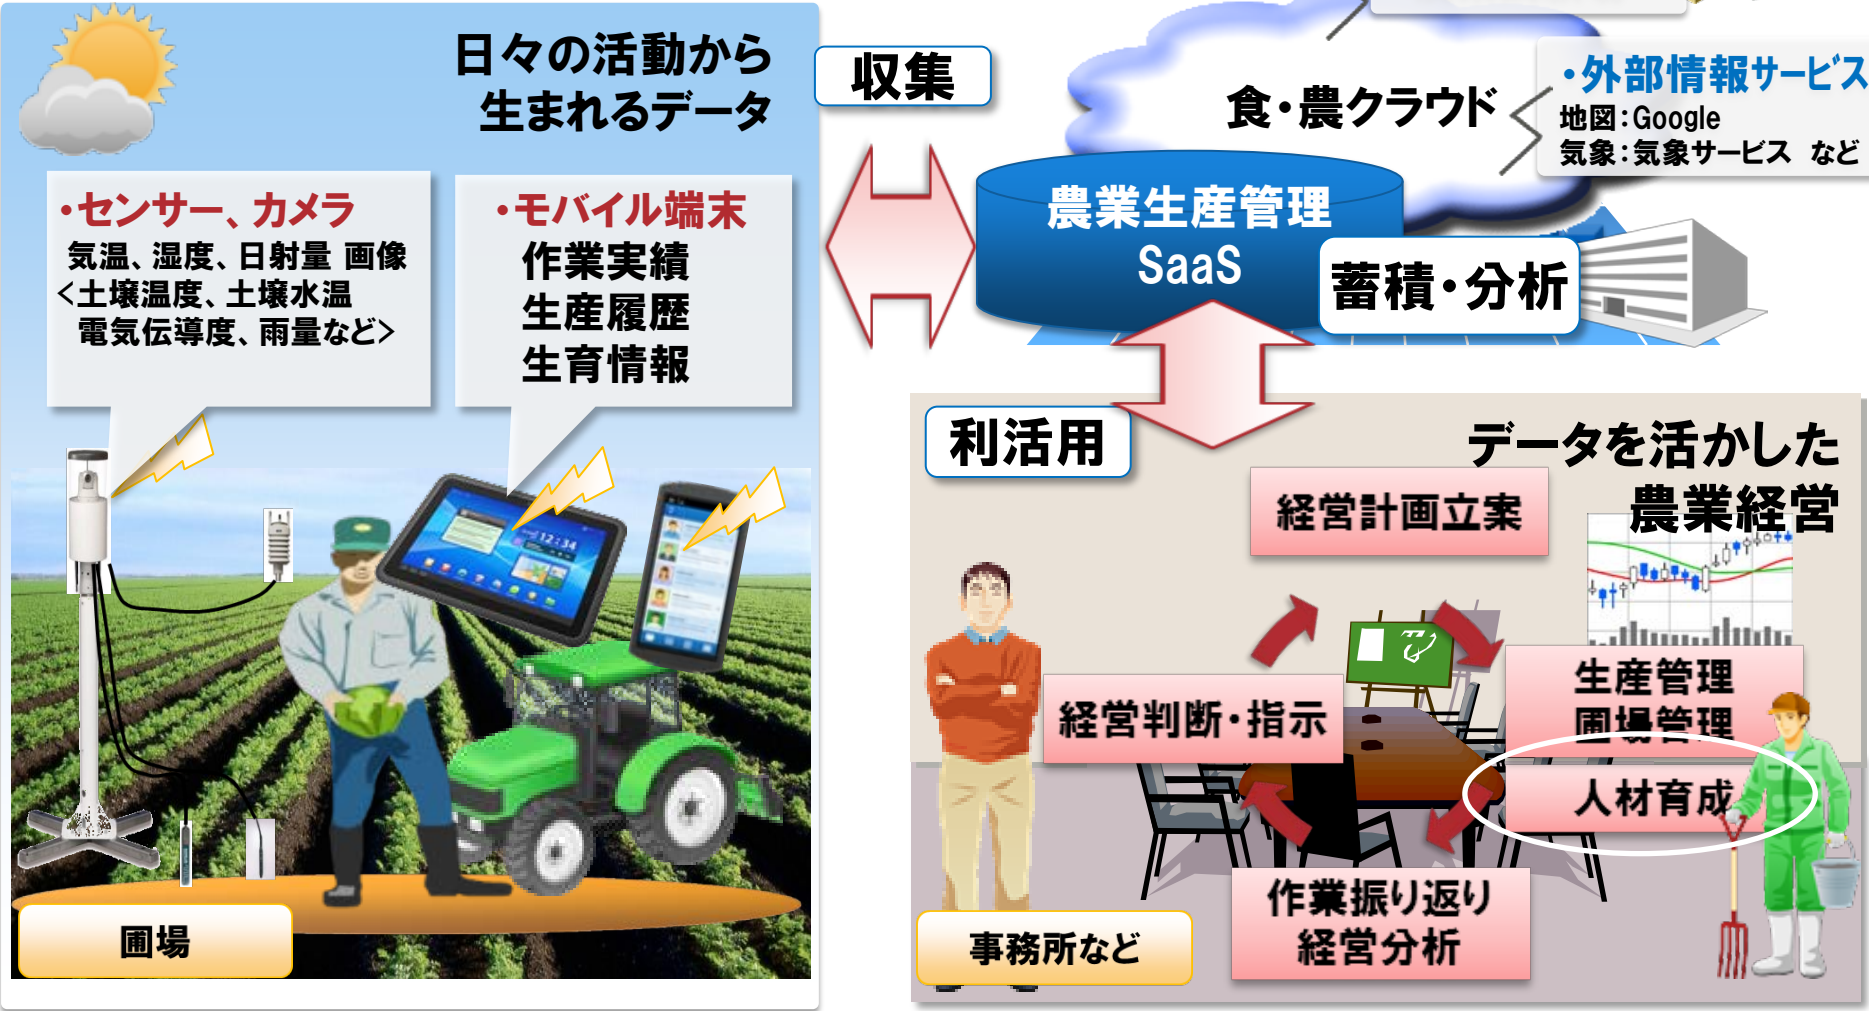 日々の活動から
生まれるデータ
・センサー、カメラ
気温、湿度、日射量 画像
<土壌温度、土壌水温
電気伝導度、雨量など>
・モバイル端末
作業実績
生産履歴
生育情報
12:34
圃場
収集
食・農クラウド
・外部情報サービス
地図：Google
気象：気象サービス など
農業生産管理
SaaS
蓄積・分析
利活用
データを活かした
農業経営
経営計画立案
経営判断・指示
生産管理
圃場管理
人材育成
作業振り返り
経営分析
事務所など